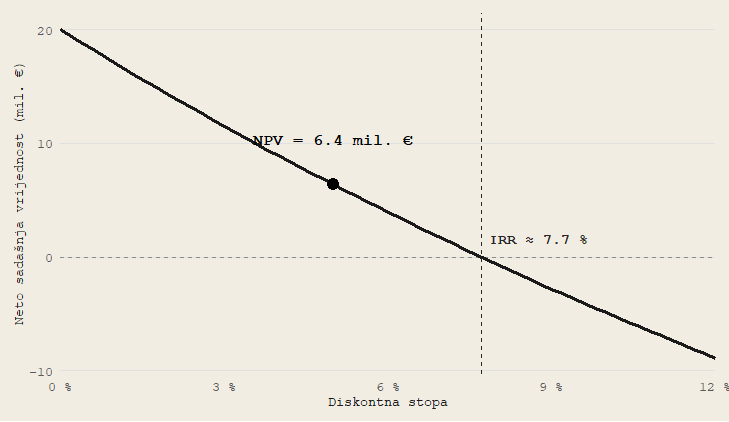 Neto sadašnja vrijednost (mil. €)
20
10
0
−10
NPV = 6.4 mil. €
IRR ≈ 7.7 %
0 %
3 %
6 %
9 %
12 %
Diskontna stopa